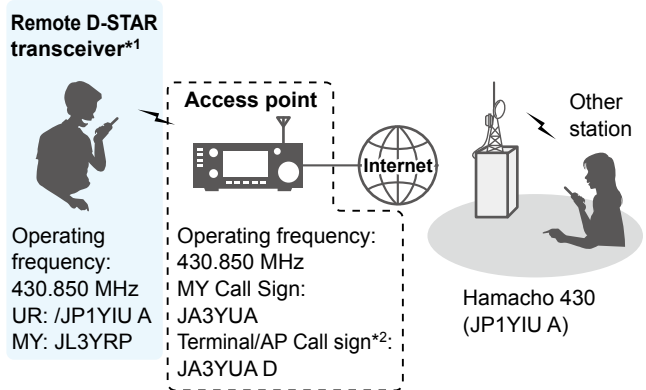 Remote D-STAR
transceiver*1
Operating
frequency:
430.850 MHz
UR: /JP1YIU A
MY: JL3YRP
Access point
Internet
Operating frequency:
430.850 MHz
MY Call Sign:
JA3YUA
Terminal/AP Call sign*2:
JA3YUA D
Other
station
Hamacho 430
(JP1YIU A)